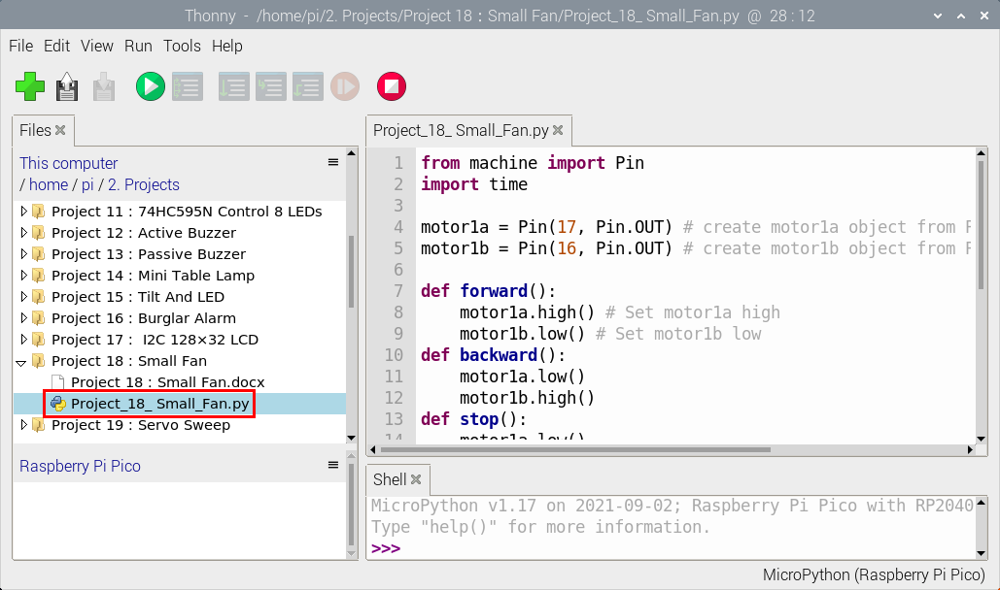 Thonny - /home/pi/2. Projects/Project 18 : Small Fan/Project_18_ Small_Fan.py @ 28 : 12
File Edit View Run Tools Help
Files
This computer
/ home / pi / 2. Projects
Project 11 : 74HC595N Control 8 LEDs
Project 12 : Active Buzzer
Project 13 : Passive Buzzer
Project 14 : Mini Table Lamp
Project 15 : Tilt And LED
Project 16 : Burglar Alarm
Project 17 : I2C 128×32 LCD
Project 18 : Small Fan
Project 18 : Small Fan.docx
Project_18_ Small_Fan.py
Project 19 : Servo Sweep
Raspberry Pi Pico
Project_18_ Small_Fan.py
1 from machine import Pin
2 import time
3
4 motor1a = Pin(17, Pin.OUT) # create motor1a object from
5 motor1b = Pin(16, Pin.OUT) # create motor1b object from
6
7 def forward():
8 motor1a.high() # Set motor1a high
9 motor1b.low() # Set motor1b low
10 def backward():
11 motor1a.low()
12 motor1b.high()
13 def stop():
14 motor1a.low()
Shell
MicroPython v1.17 on 2021-09-02; Raspberry Pi Pico with RP2040
Type "help()" for more information.
>>>
MicroPython (Raspberry Pi Pico)